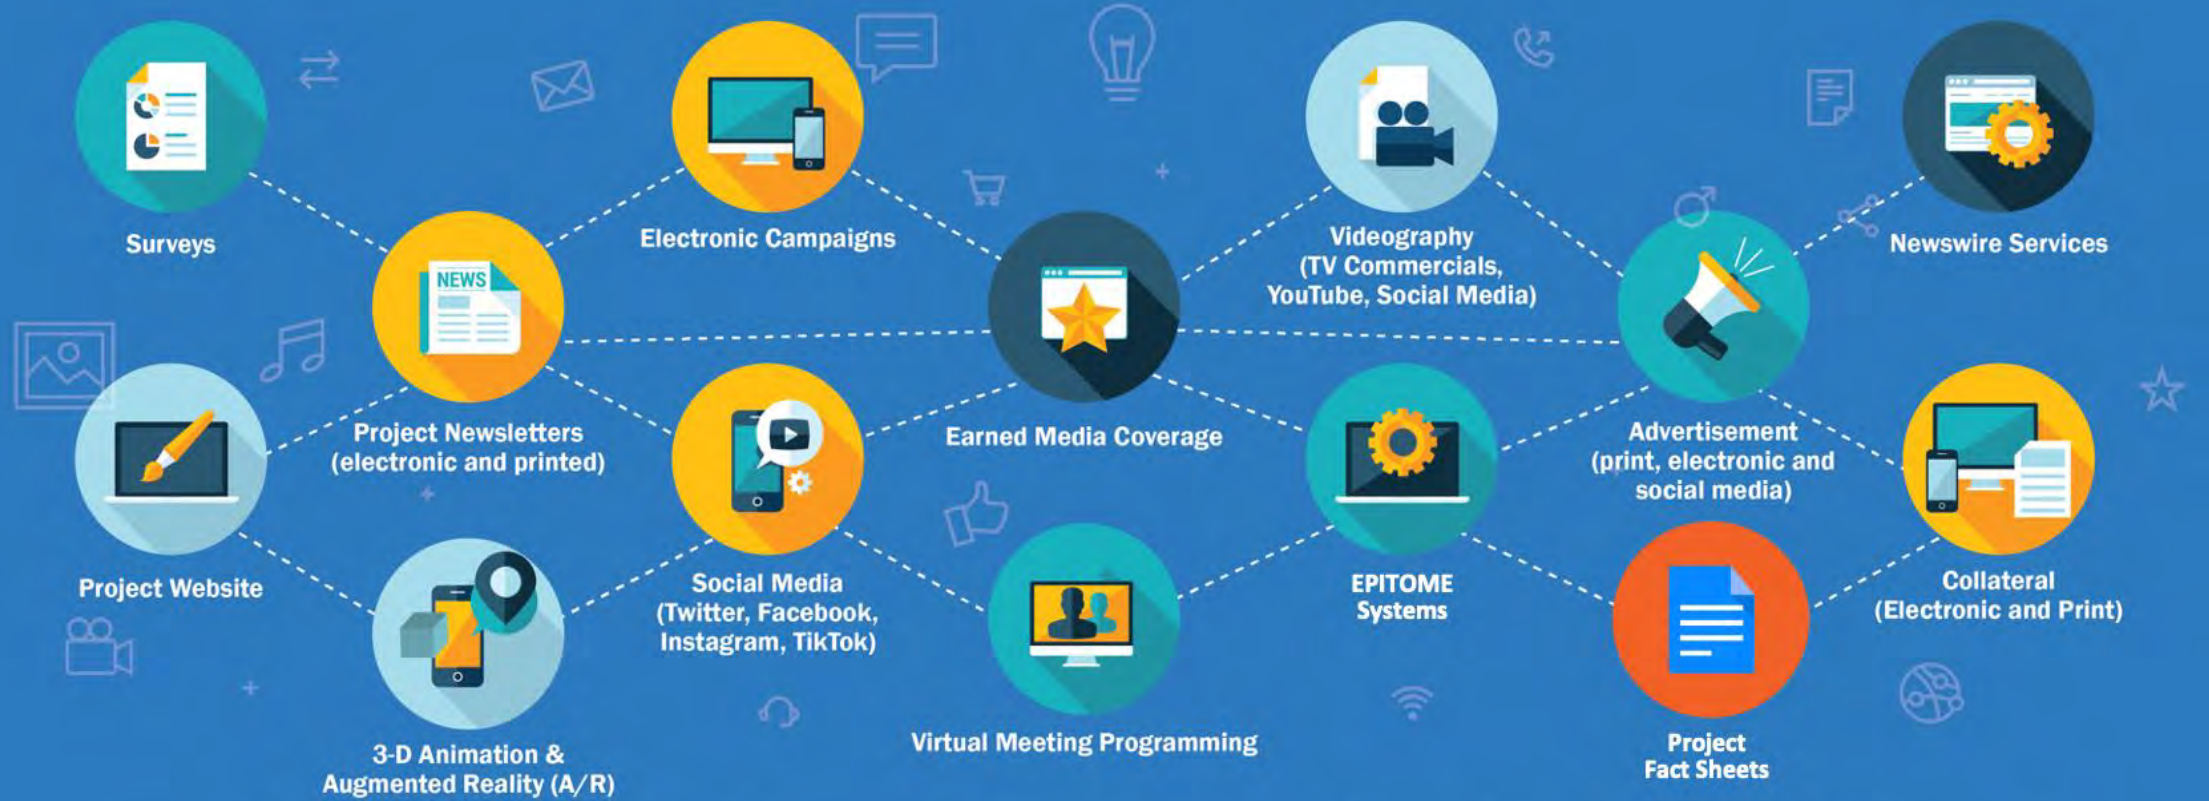 Surveys
Electronic Campaigns
Videography
(TV Commercials,
YouTube, Social Media)
Newswire Services
NEWS
Project Newsletters
(electronic and printed)
Earned Media Coverage
Advertisement
(print, electronic and
social media)
Project Website
Social Media
(Twitter, Facebook,
Instagram, TikTok)
EPITOME
Systems
Collateral
(Electronic and Print)
3-D Animation &
Augmented Reality (A/R)
Virtual Meeting Programming
Project
Fact Sheets